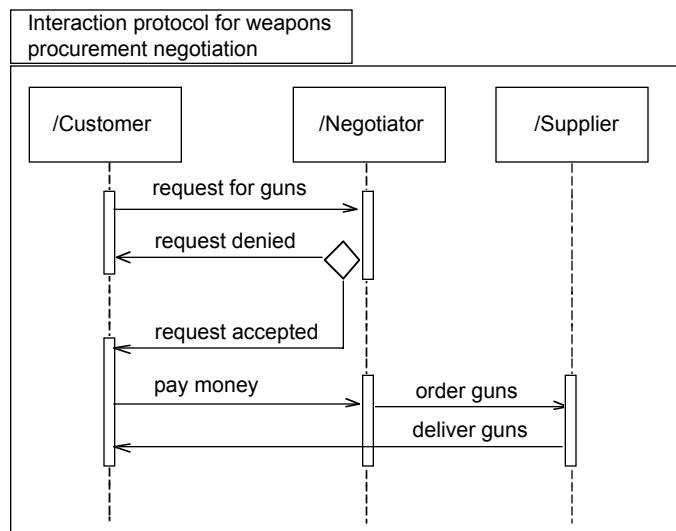 Interaction protocol for weapons
procurement negotiation
/Customer
/Negotiator
/Supplier
request for guns
request denied
request accepted
pay money
order guns
deliver guns